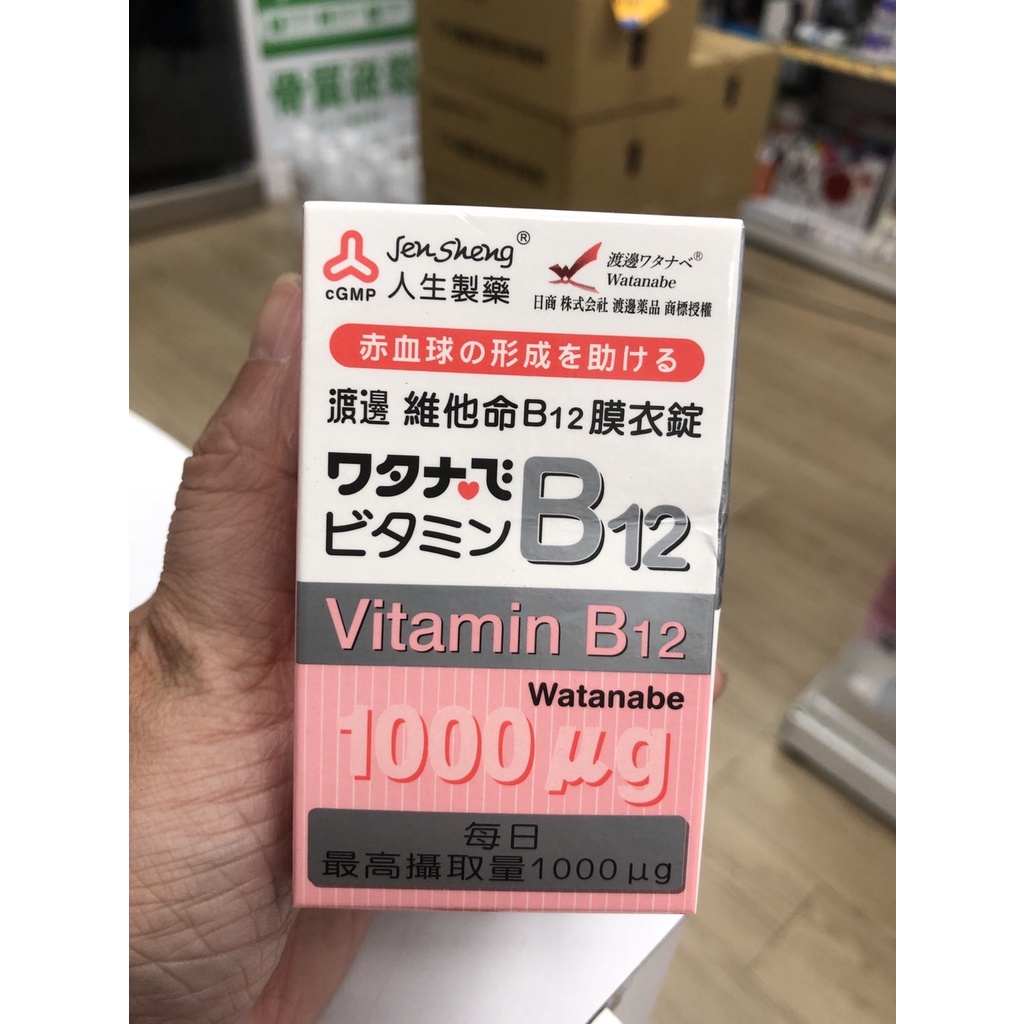 Jen Sheng®
cGMP 人生製藥
渡邊ワタナベ®
Watanabe
日商 株式会社 渡邊薬品 商標授權
赤血球の形成を助ける
渡邊 維他命B12膜衣錠
ワタナベ
ビタミン B12
Vitamin B12
Watanabe
1000 μg
每日
最高攝取量1000 μg